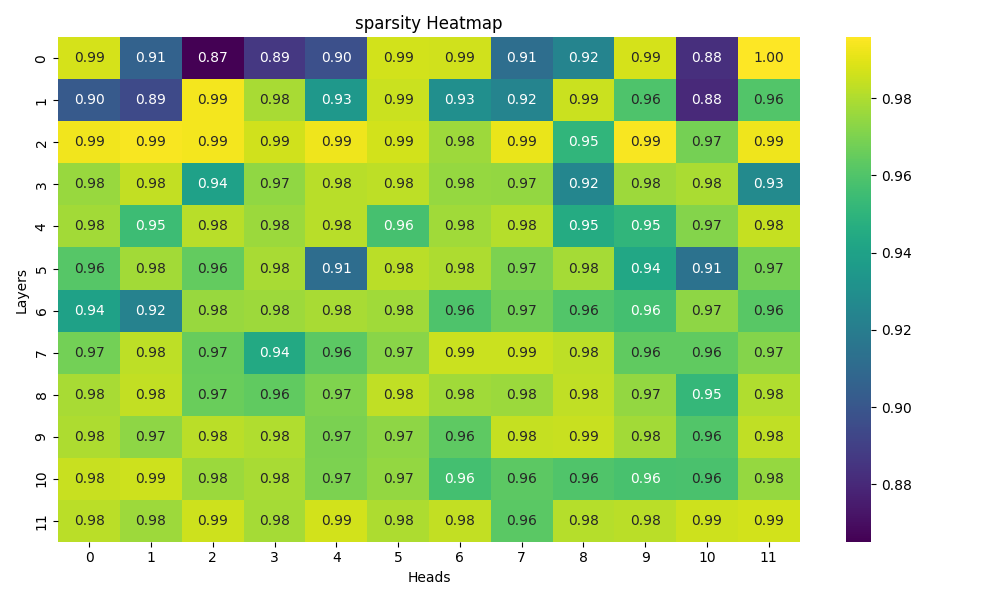 sparsity Heatmap
Layers
0 0.99 0.91 0.87 0.89 0.90 0.99 0.99 0.91 0.92 0.99 0.88 1.00
1 0.90 0.89 0.99 0.98 0.93 0.99 0.93 0.92 0.99 0.96 0.88 0.96
2 0.99 0.99 0.99 0.99 0.99 0.99 0.98 0.99 0.95 0.99 0.97 0.99
3 0.98 0.98 0.94 0.97 0.98 0.98 0.98 0.97 0.92 0.98 0.98 0.93
4 0.98 0.95 0.98 0.98 0.98 0.96 0.98 0.98 0.95 0.95 0.97 0.98
5 0.96 0.98 0.96 0.98 0.91 0.98 0.98 0.97 0.98 0.94 0.91 0.97
6 0.94 0.92 0.98 0.98 0.98 0.98 0.96 0.97 0.96 0.96 0.97 0.96
7 0.97 0.98 0.97 0.94 0.96 0.97 0.99 0.99 0.98 0.96 0.96 0.97
8 0.98 0.98 0.97 0.96 0.97 0.98 0.98 0.98 0.98 0.97 0.95 0.98
9 0.98 0.97 0.98 0.98 0.97 0.97 0.96 0.98 0.99 0.98 0.96 0.98
10 0.98 0.99 0.98 0.98 0.97 0.97 0.96 0.96 0.96 0.96 0.96 0.98
11 0.98 0.98 0.99 0.98 0.99 0.98 0.98 0.96 0.98 0.98 0.99 0.99
0 1 2 3 4 5 6 7 8 9 10 11
Heads
0.98
0.96
0.94
0.92
0.90
0.88